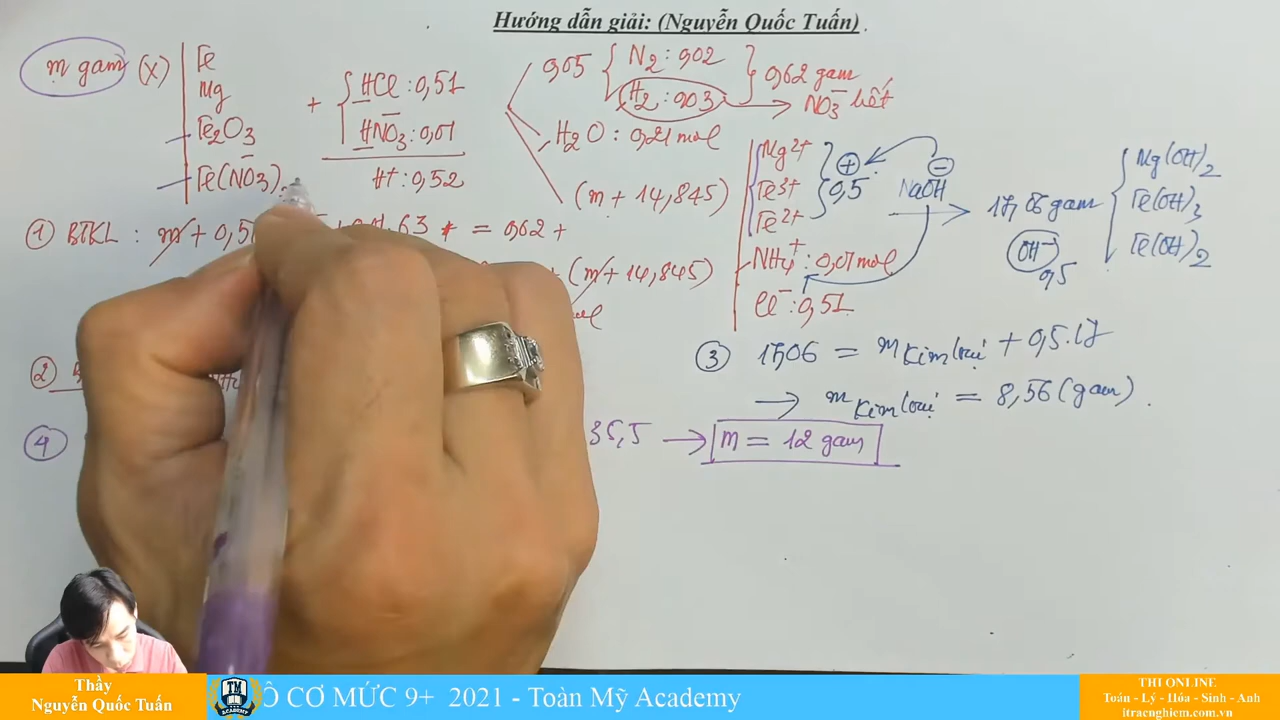 Hướng dẫn giải: (Nguyễn Quốc Tuấn).
m gam (X)
Fe
Mg
Fe2O3
Fe(NO3)
+ HCl : 0,51
HNO3 : 0,01
H+ : 0,52
0,05 N2 : 0,02
H2 : 0,03
0,62 gam
NO3- hết
H2O : 0,21 mol
(m + 14,845)
Mg2+
Fe3+
Fe2+
+ 0,5
NH4+ : 0,01 mol
Cl- : 0,51
-
NaOH
17,06 gam
OH-
0,5
Mg(OH)2
Fe(OH)3
Fe(OH)2
① BTKL : m + 0,5 63 = 0,62 +
(m + 14,845)
②
③ 17,06 = m kim loại + 0,5.17
→ m kim loại = 8,56 (gam).
④ 35,5 → m = 12 gam
Thầy
Nguyễn Quốc Tuấn
TM
ACADEMY
Ô CƠ MỨC 9+ 2021 - Toàn Mỹ Academy
THI ONLINE
Toán - Lý - Hóa - Sinh - Anh
itracnghiem.com.vn